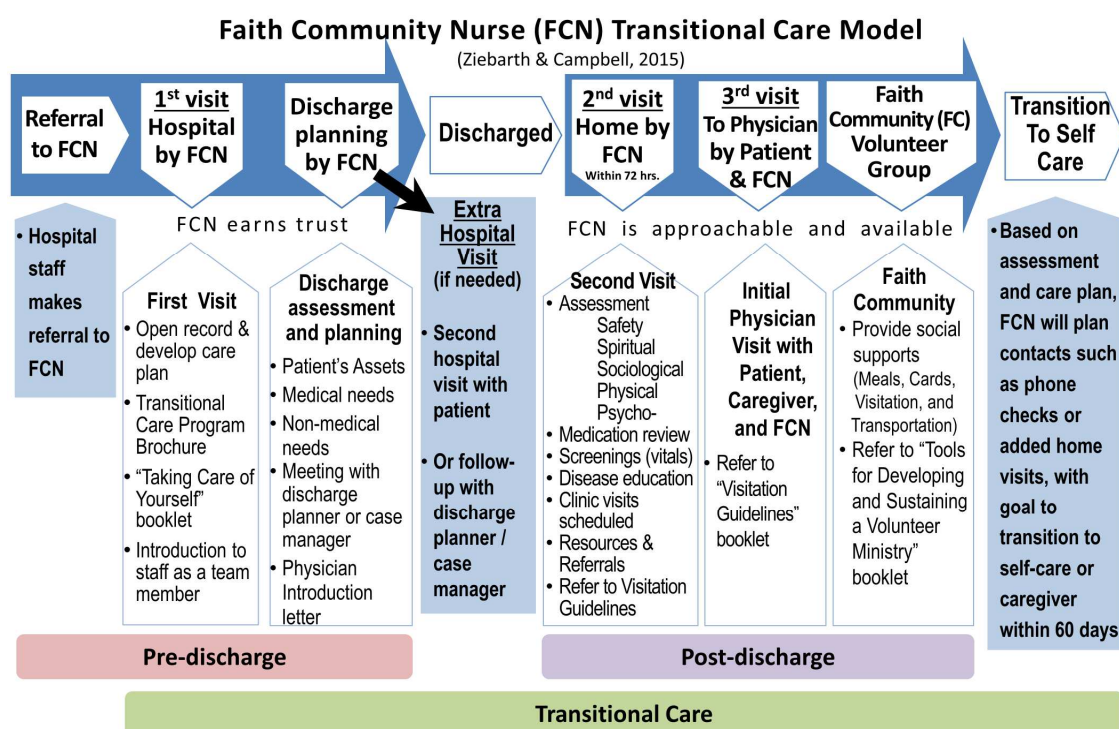 Faith Community Nurse (FCN) Transitional Care Model
(Ziebarth & Campbell, 2015)
Referral
to FCN
1st visit
Hospital
by FCN
Discharge
planning
by FCN
Discharged
2nd visit
Home by
FCN
Within 72 hrs.
3rd visit
To Physician
by Patient
& FCN
Faith
Community (FC)
Volunteer
Group
Transition
To Self
Care
FCN earns trust
FCN is approachable and available
• Hospital
staff
makes
referral to
FCN
First Visit
• Open record &
develop care
plan
• Transitional
Care Program
Brochure
• “Taking Care of
Yourself”
booklet
• Introduction to
staff as a team
member
Discharge
assessment
and planning
• Patient’s Assets
• Medical needs
• Non-medical
needs
• Meeting with
discharge
planner or case
manager
• Physician
Introduction
letter
Extra
Hospital
Visit
(if needed)
• Second
hospital
visit with
patient
• Or follow-
up with
discharge
planner /
case
manager
Second Visit
• Assessment
Safety
Spiritual
Sociological
Physical
Psycho-
• Medication review
• Screenings (vitals)
• Disease education
• Clinic visits
scheduled
• Resources &
Referrals
• Refer to Visitation
Guidelines
Initial
Physician
Visit with
Patient,
Caregiver,
and FCN
• Refer to
“Visitation
Guidelines”
booklet
Faith
Community
• Provide social
supports
(Meals, Cards,
Visitation, and
Transportation)
• Refer to “Tools
for Developing
and Sustaining
a Volunteer
Ministry”
booklet
• Based on
assessment
and care plan,
FCN will plan
contacts such
as phone
checks or
added home
visits, with
goal to
transition to
self-care or
caregiver
within 60 days
Pre-discharge
Post-discharge
Transitional Care